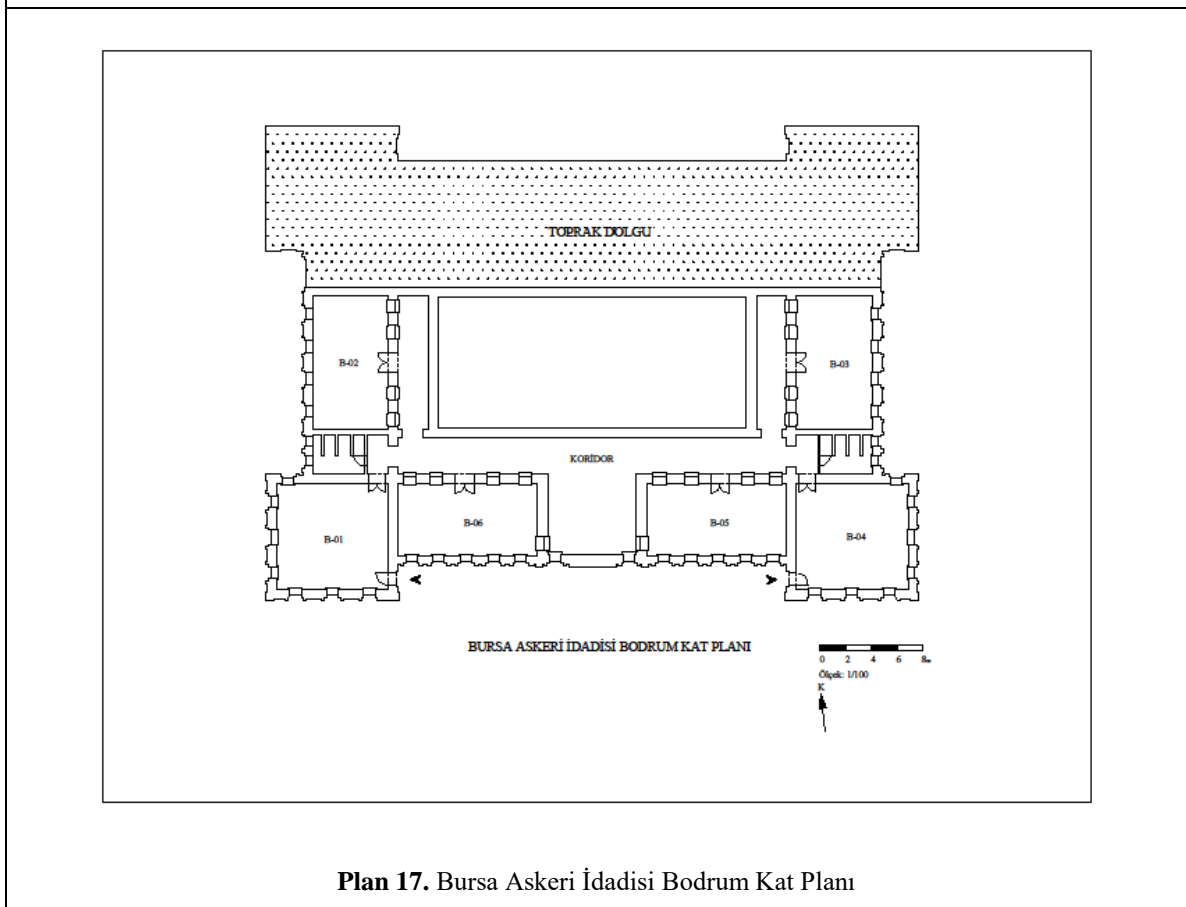 TOPRAK DOLGU
B-02
B-03
KORİDOR
B-01
B-06
B-05
B-04
BURSA ASKERİ İDADİSİ BODRUM KAT PLANI
0 2 4 6 8m
Ölçek: 1/100
K
Plan 17. Bursa Askeri İdadisi Bodrum Kat Planı